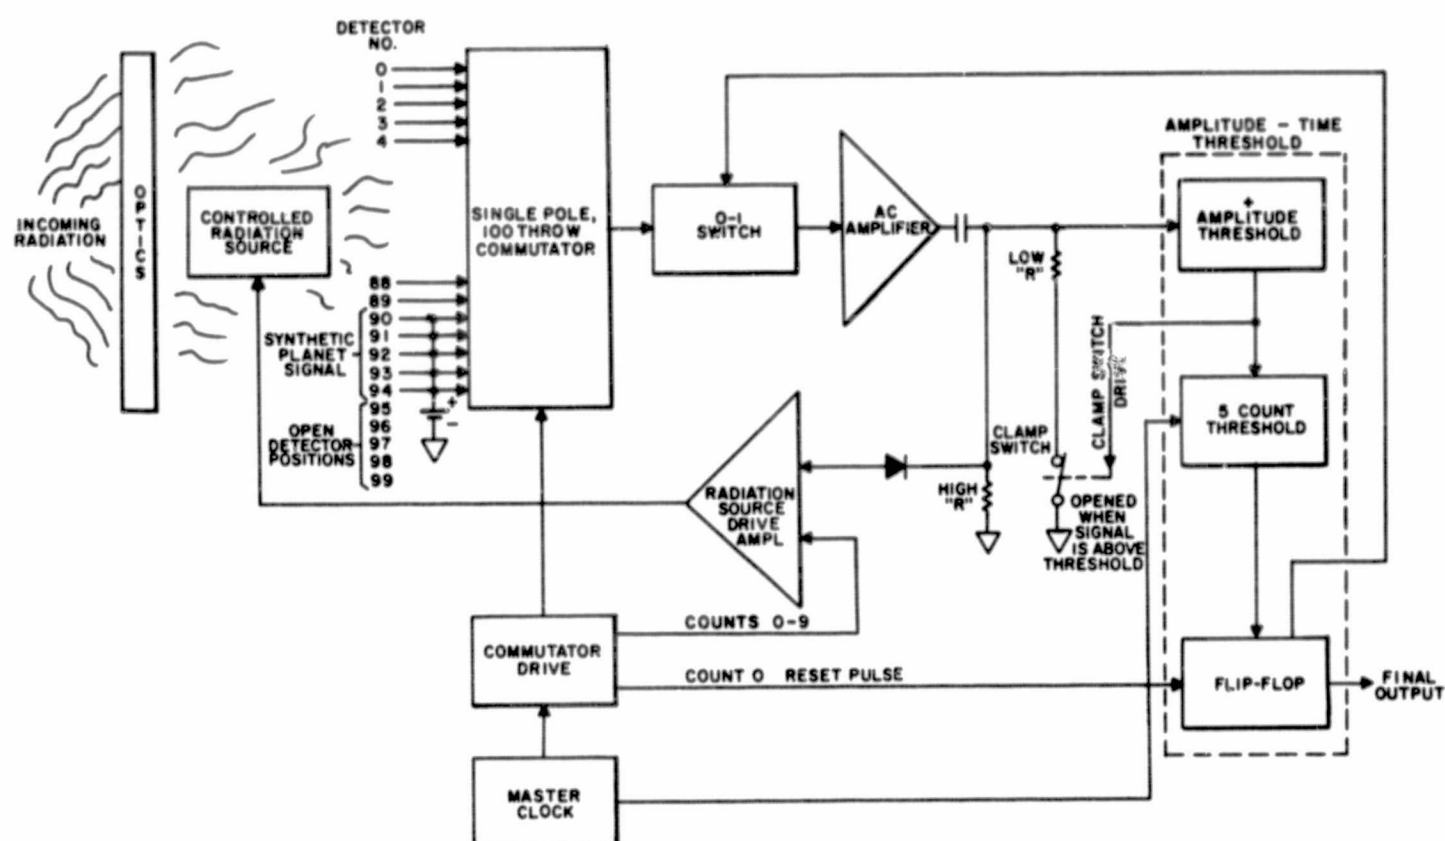 DETECTOR
NO.
0
1
2
3
4
88
89
90
91
92
93
94
95
96
97
98
99
INCOMING
RADIATION
OPTICS
CONTROLLED
RADIATION
SOURCE
SYNTHETIC
PLANET
SIGNAL
OPEN
DETECTOR
POSITIONS
+
-
SINGLE POLE,
100 THROW
COMMUTATOR
0-1
SWITCH
AC
AMPLIFIER
LOW
"R"
HIGH
"R"
CLAMP
SWITCH
CLAMP SWITCH
DRIVE
OPENED
WHEN
SIGNAL
IS ABOVE
THRESHOLD
AMPLITUDE - TIME
THRESHOLD
+
AMPLITUDE
THRESHOLD
5 COUNT
THRESHOLD
FLIP-FLOP
FINAL
OUTPUT
RADIATION
SOURCE
DRIVE
AMPL
COUNTS 0-9
COMMUTATOR
DRIVE
COUNT 0 RESET PULSE
MASTER
CLOCK